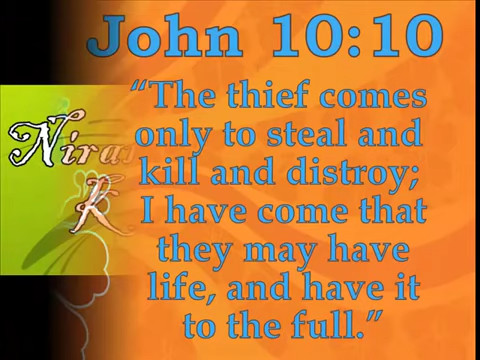 John 10:10
“The thief comes
only to steal and
kill and distroy;
I have come that
they may have
life, and have it
to the full.”
K